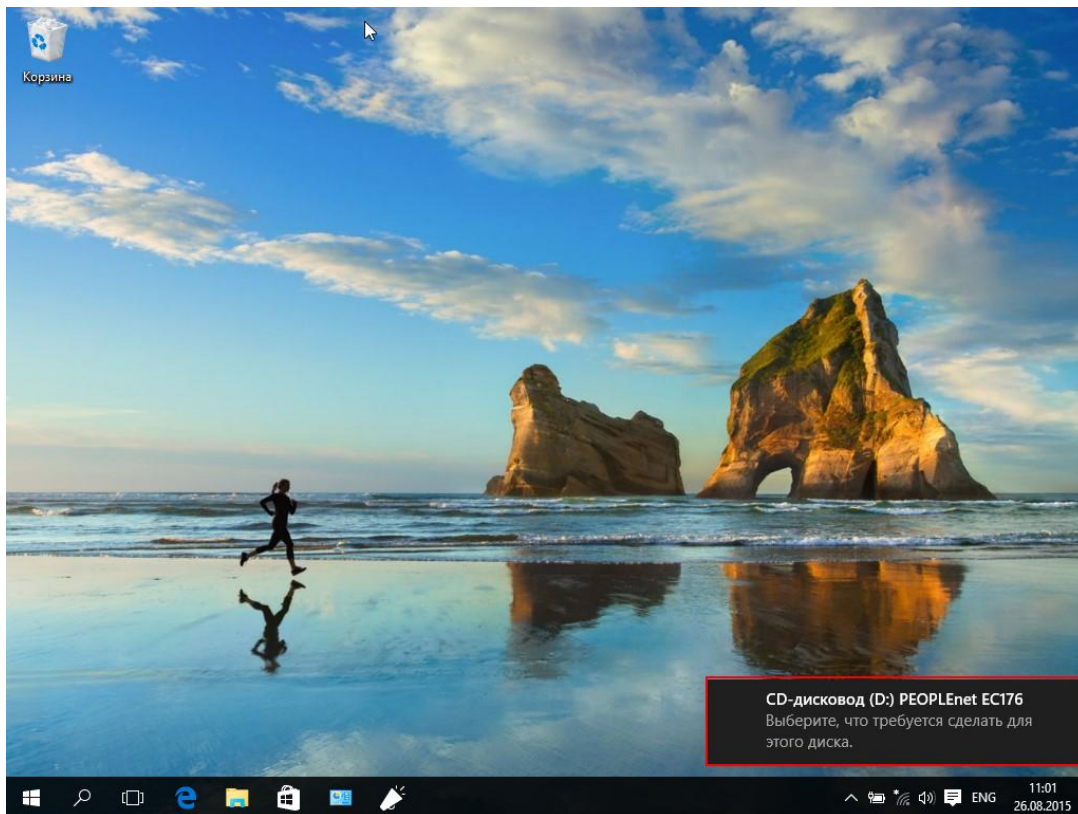 Корзина
CD-дисковод (D:) PEOPLEnet EC176
Выберите, что требуется сделать для
этого диска.
ENG
11:01
26.08.2015